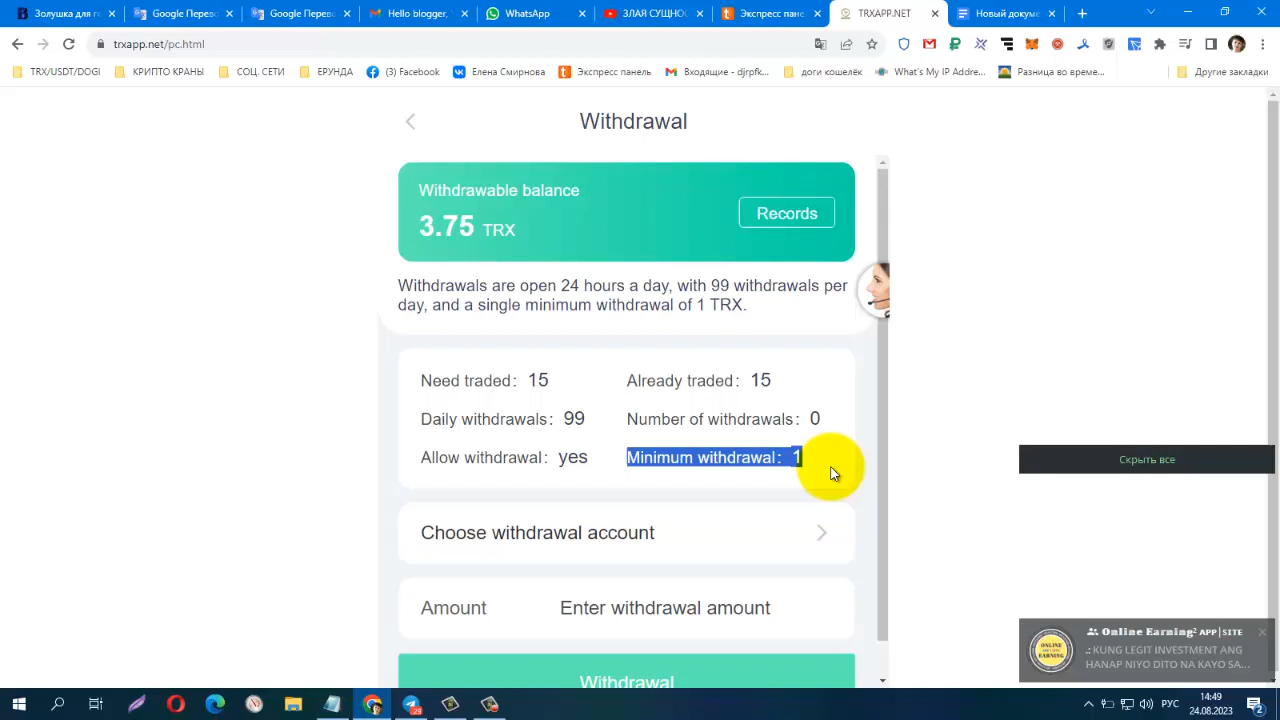 Золушка для г
Google Перево
Google Перево
Hello blogger,
WhatsApp
ЗЛАЯ СУЩНОС
Экспресс пане.
TRXAPP.NET
Новый докуме
trxapp.net/pc.html
TRX/USDT/DOGI
КРИПТО КРАНЫ
СОЦ. СЕТИ
ЕРУНДА
(3) Facebook
Елена Смирнова
Экспресс панель
Входящие - djrpfk...
доги кошелёк
What's My IP Addre...
Разница во време...
Другие закладки
Withdrawal
Withdrawable balance
3.75 TRX
Records
Withdrawals are open 24 hours a day, with 99 withdrawals per
day, and a single minimum withdrawal of 1 TRX.
Need traded: 15
Already traded: 15
Daily withdrawals: 99
Number of withdrawals: 0
Allow withdrawal: yes
Minimum withdrawal: 1
Скрыть все
Choose withdrawal account
Amount
Enter withdrawal amount
Withdrawal
Online Earning² APP|SITE
.: KUNG LEGIT INVESTMENT ANG
HANAP NIYO DITO NA KAYO SA...
РУС
14:49
24.08.2023